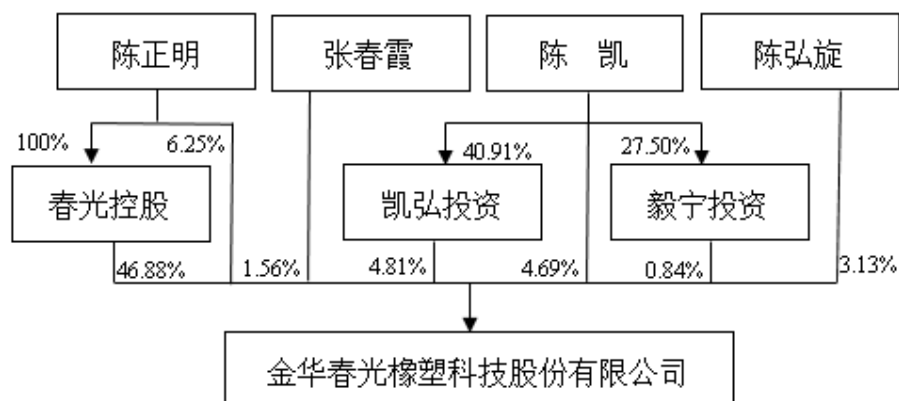 陈正明
张春霞
陈 凯
陈弘旋
100%
6.25%
40.91%
27.50%
春光控股
凯弘投资
毅宁投资
46.88%
1.56%
4.81%
4.69%
0.84%
3.13%
金华春光橡塑科技股份有限公司